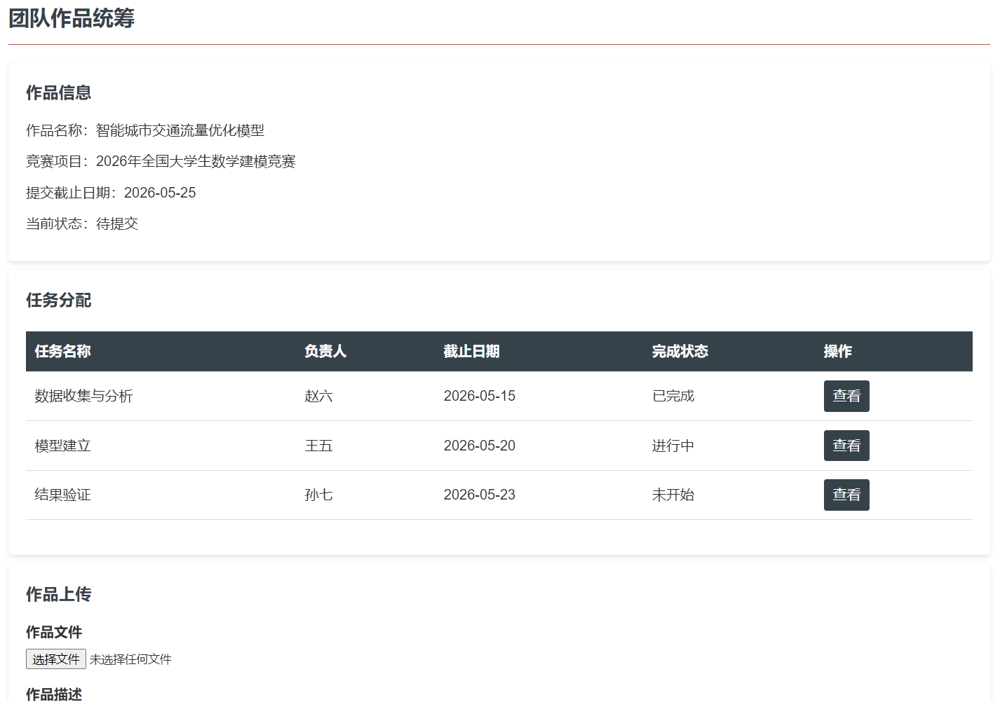 团队作品统筹
作品信息
作品名称：智能城市交通流量优化模型
竞赛项目：2026年全国大学生数学建模竞赛
提交截止日期：2026-05-25
当前状态：待提交
任务分配
任务名称 负责人 截止日期 完成状态 操作
数据收集与分析 赵六 2026-05-15 已完成 查看
模型建立 王五 2026-05-20 进行中 查看
结果验证 孙七 2026-05-23 未开始 查看
作品上传
作品文件
选择文件 未选择任何文件
作品描述